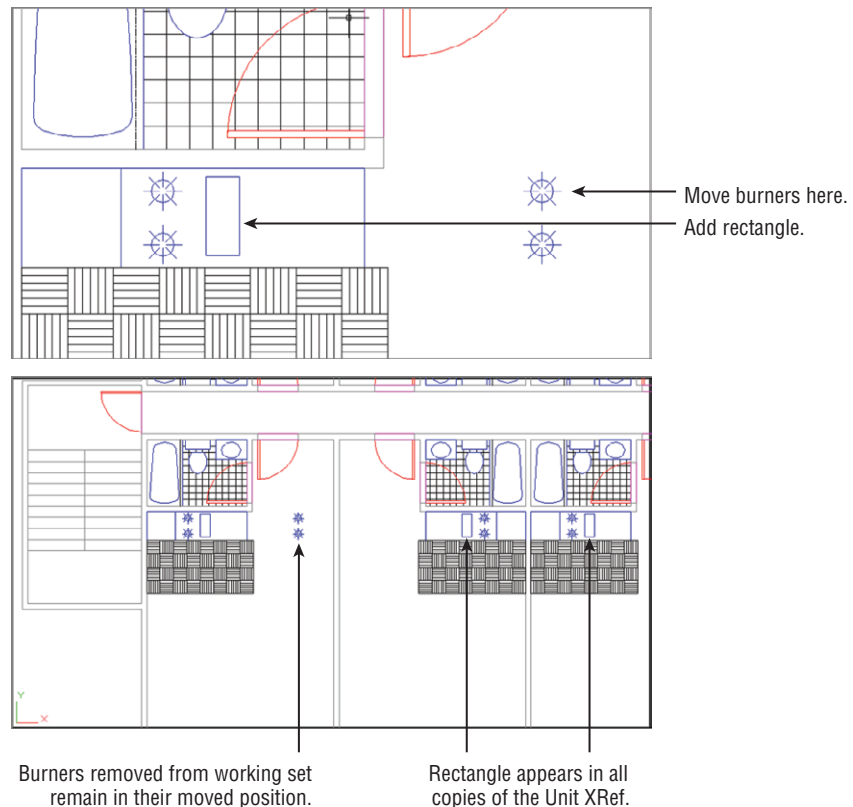 Move burners here.
Add rectangle.
Y
X
Burners removed from working set
remain in their moved position.
Rectangle appears in all
copies of the Unit XRef.